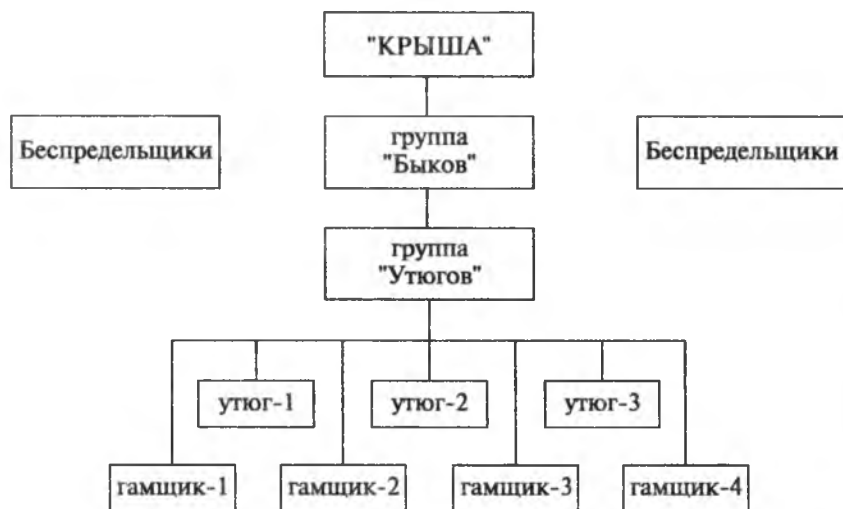 "КРЫША"
Беспредельщики
группа
"Быков"
Беспредельщики
группа
"Утюгов"
утюг-1
утюг-2
утюг-3
гамщик-1
гамщик-2
гамщик-3
гамщик-4